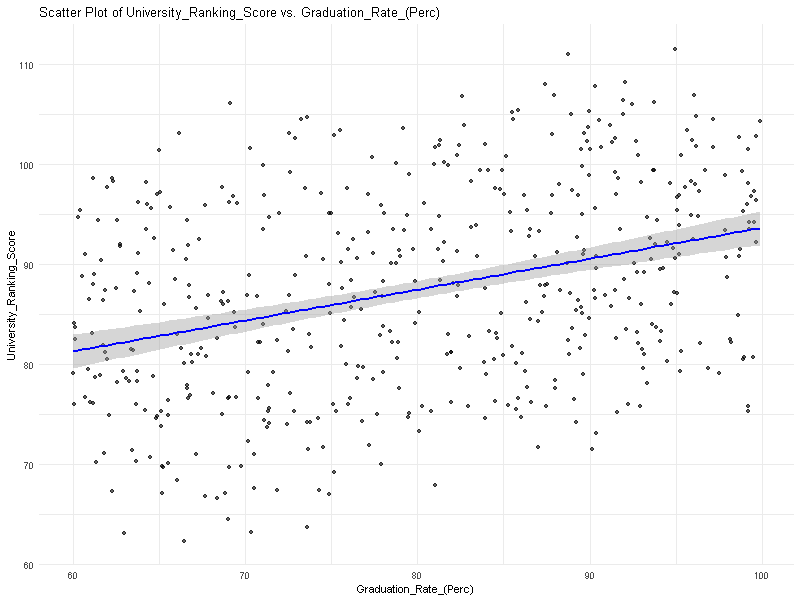 Scatter Plot of University_Ranking_Score vs. Graduation_Rate_(Perc)
University_Ranking_Score
110
100
90
80
70
60
60 70 80 90 100
Graduation_Rate_(Perc)